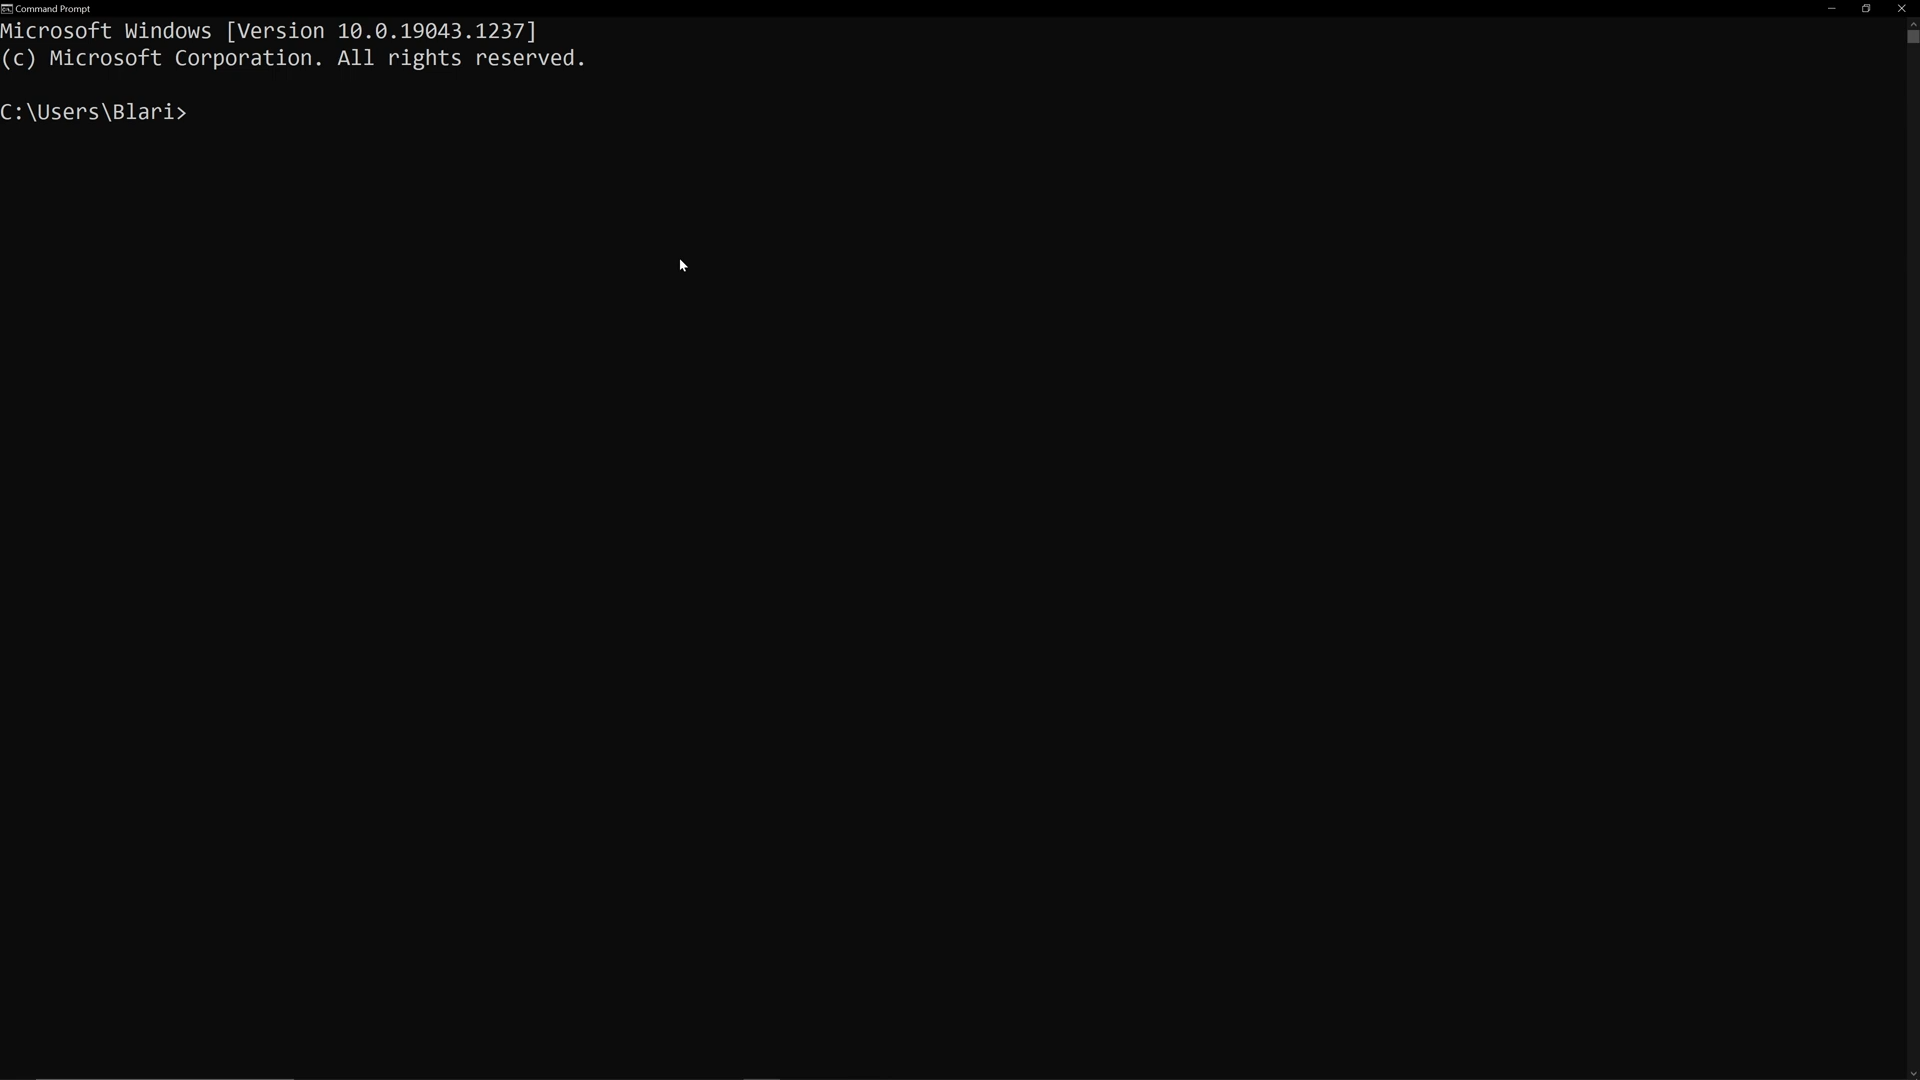 Command Prompt
Microsoft Windows [Version 10.0.19043.1237]
(c) Microsoft Corporation. All rights reserved.
C:\Users\Blari>